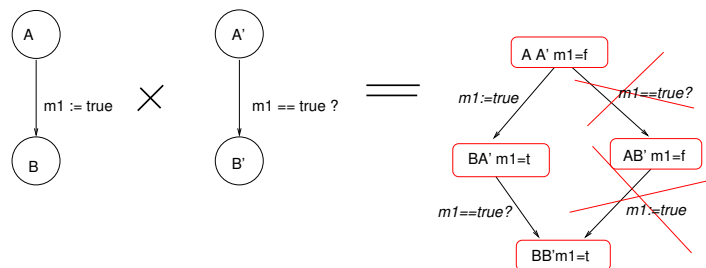 A
A'
A A' m1=f
m1 := true
m1 == true ?
m1:=true
m1==true?
B
B'
BA' m1=t
AB' m1=f
m1==true?
m1:=true
BB'm1=t